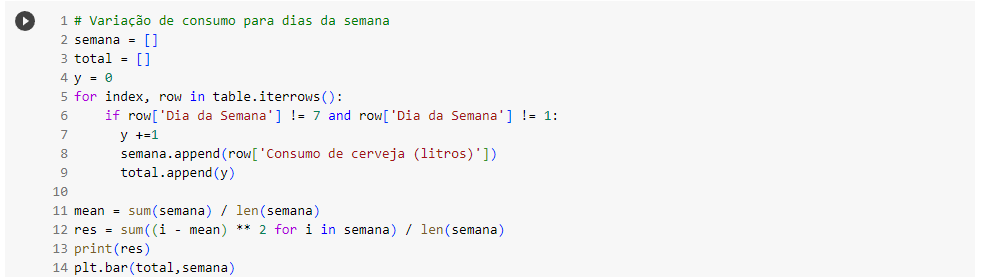 1 # Variação de consumo para dias da semana
2 semana = []
3 total = []
4 y = 0
5 for index, row in table.iterrows():
6     if row['Dia da Semana'] != 7 and row['Dia da Semana'] != 1:
7       y +=1
8       semana.append(row['Consumo de cerveja (litros)'])
9       total.append(y)
10
11 mean = sum(semana) / len(semana)
12 res = sum((i - mean) ** 2 for i in semana) / len(semana)
13 print(res)
14 plt.bar(total,semana)